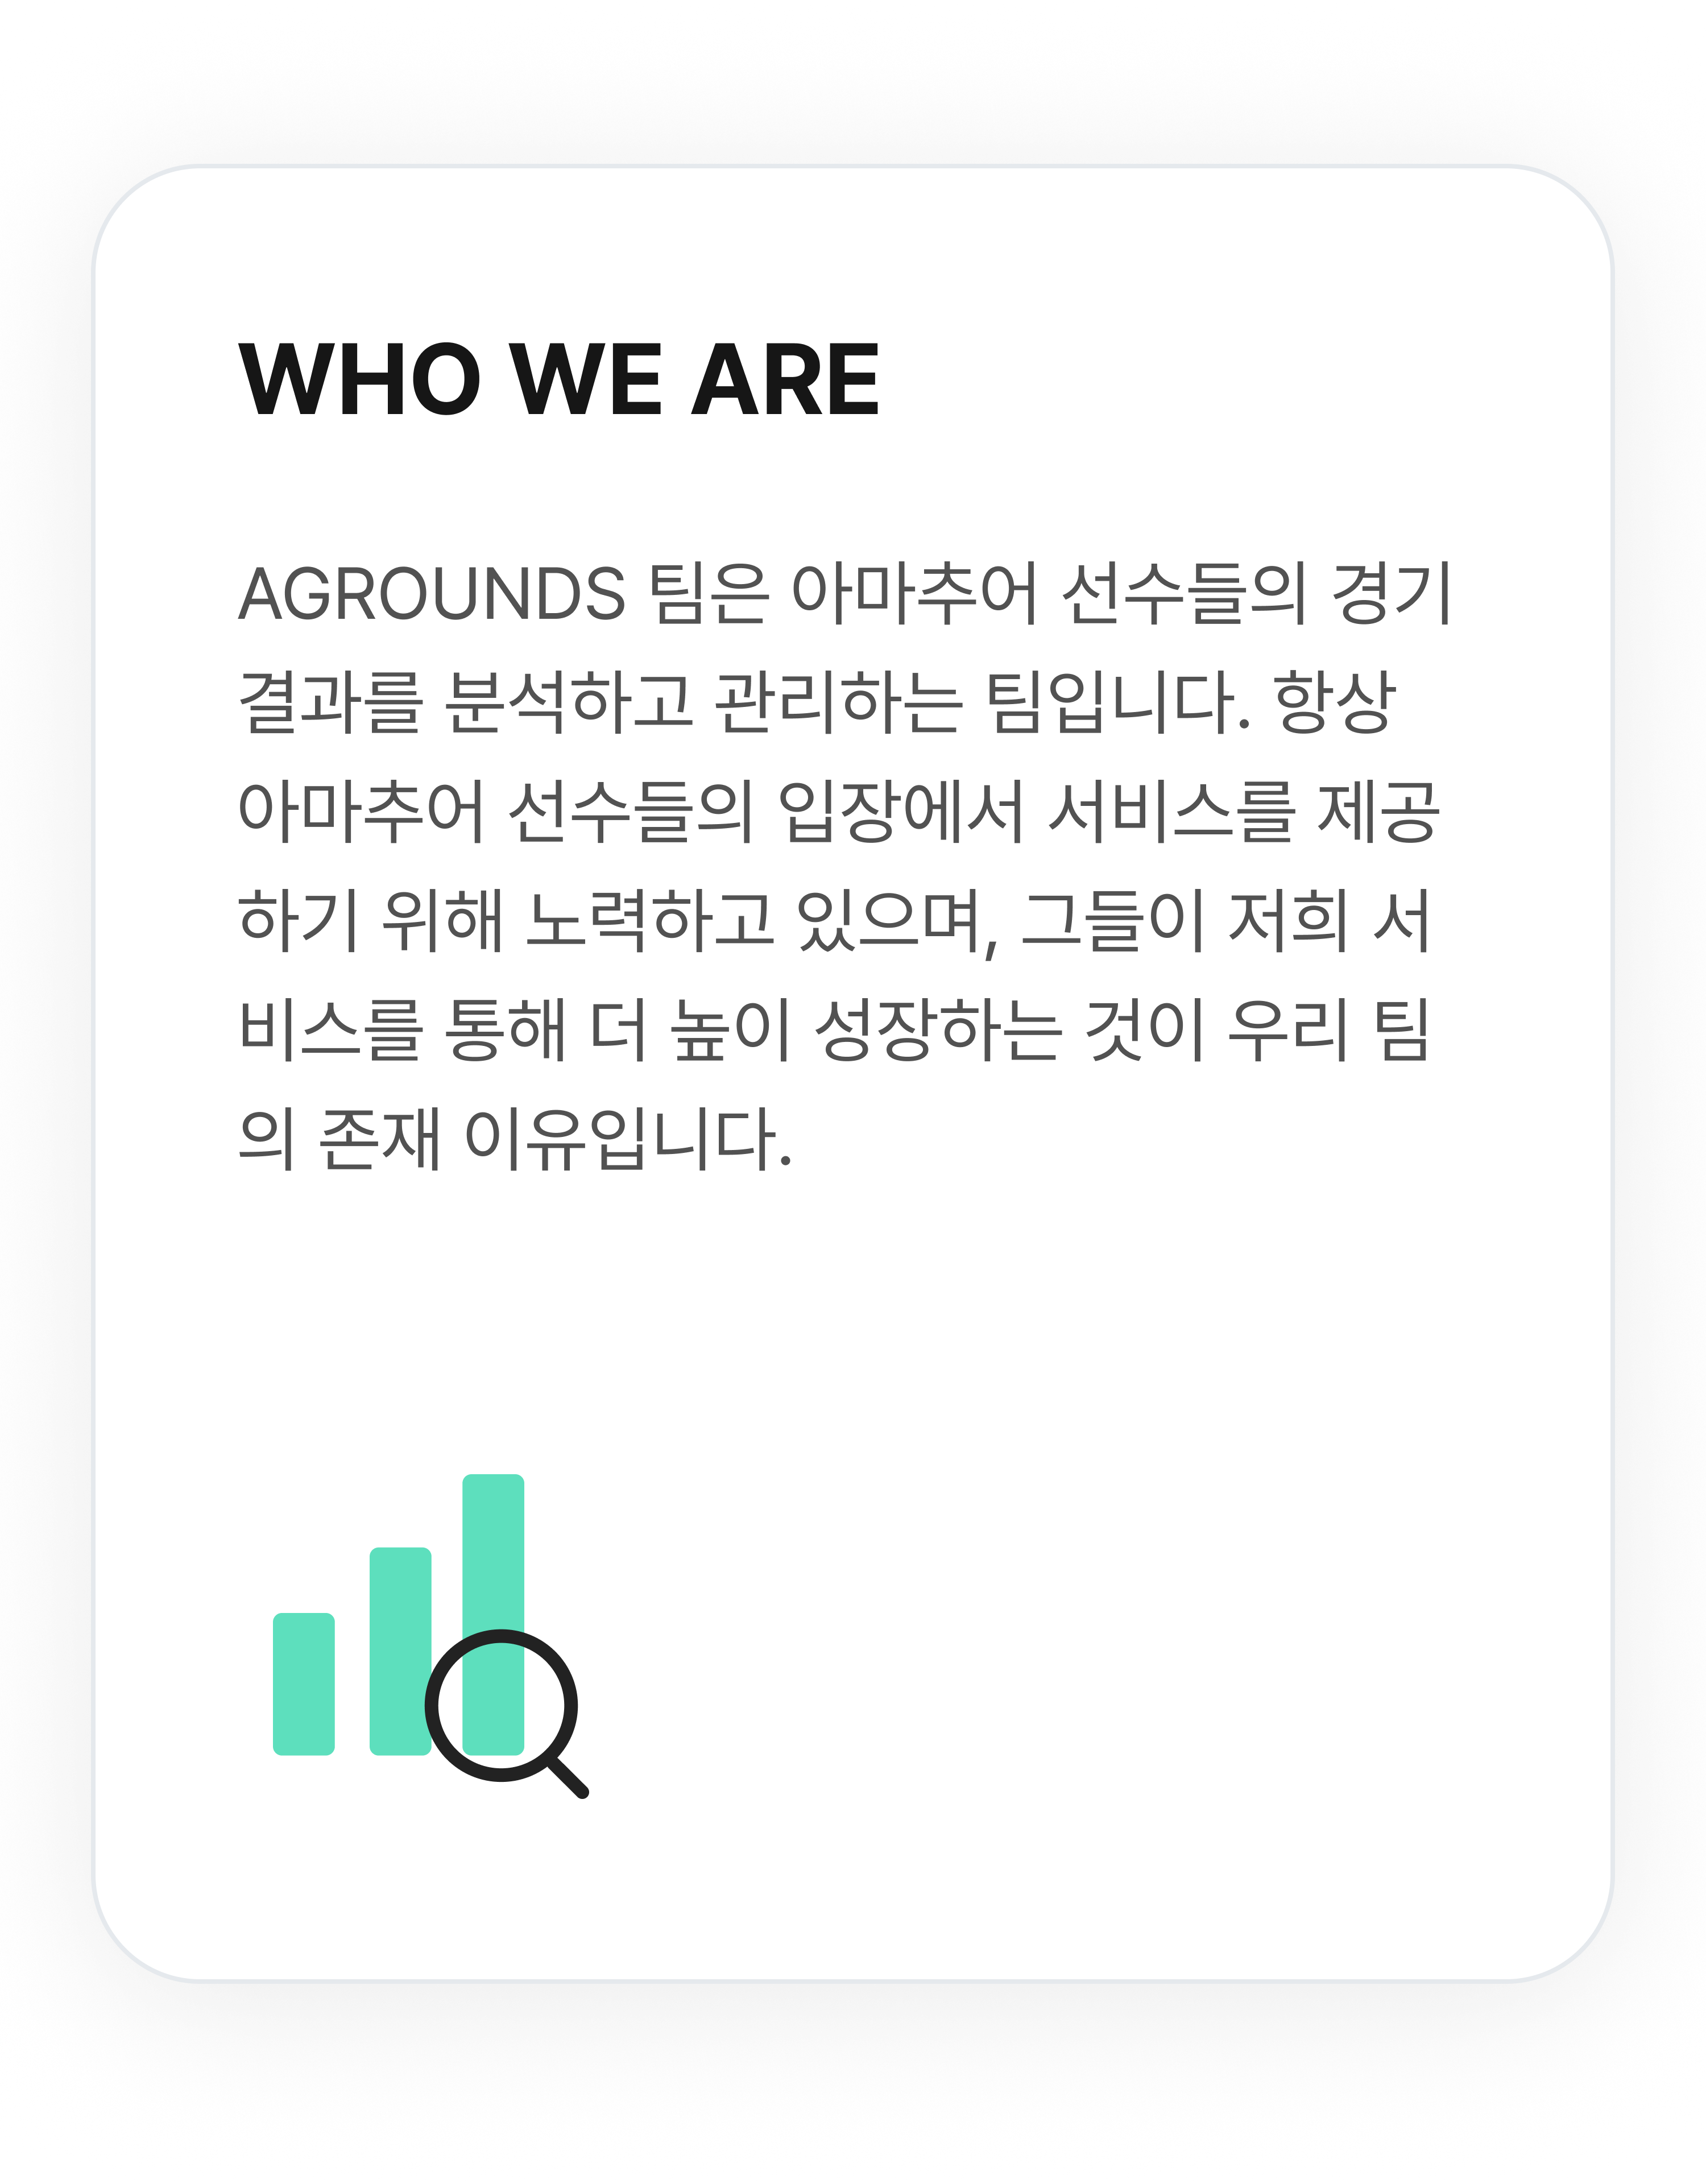 WHO WE ARE
AGROUNDS 팀은 아마추어 선수들의 경기
결과를 분석하고 관리하는 팀입니다. 항상
아마추어 선수들의 입장에서 서비스를 제공
하기 위해 노력하고 있으며, 그들이 저희 서
비스를 통해 더 높이 성장하는 것이 우리 팀
의 존재 이유입니다.